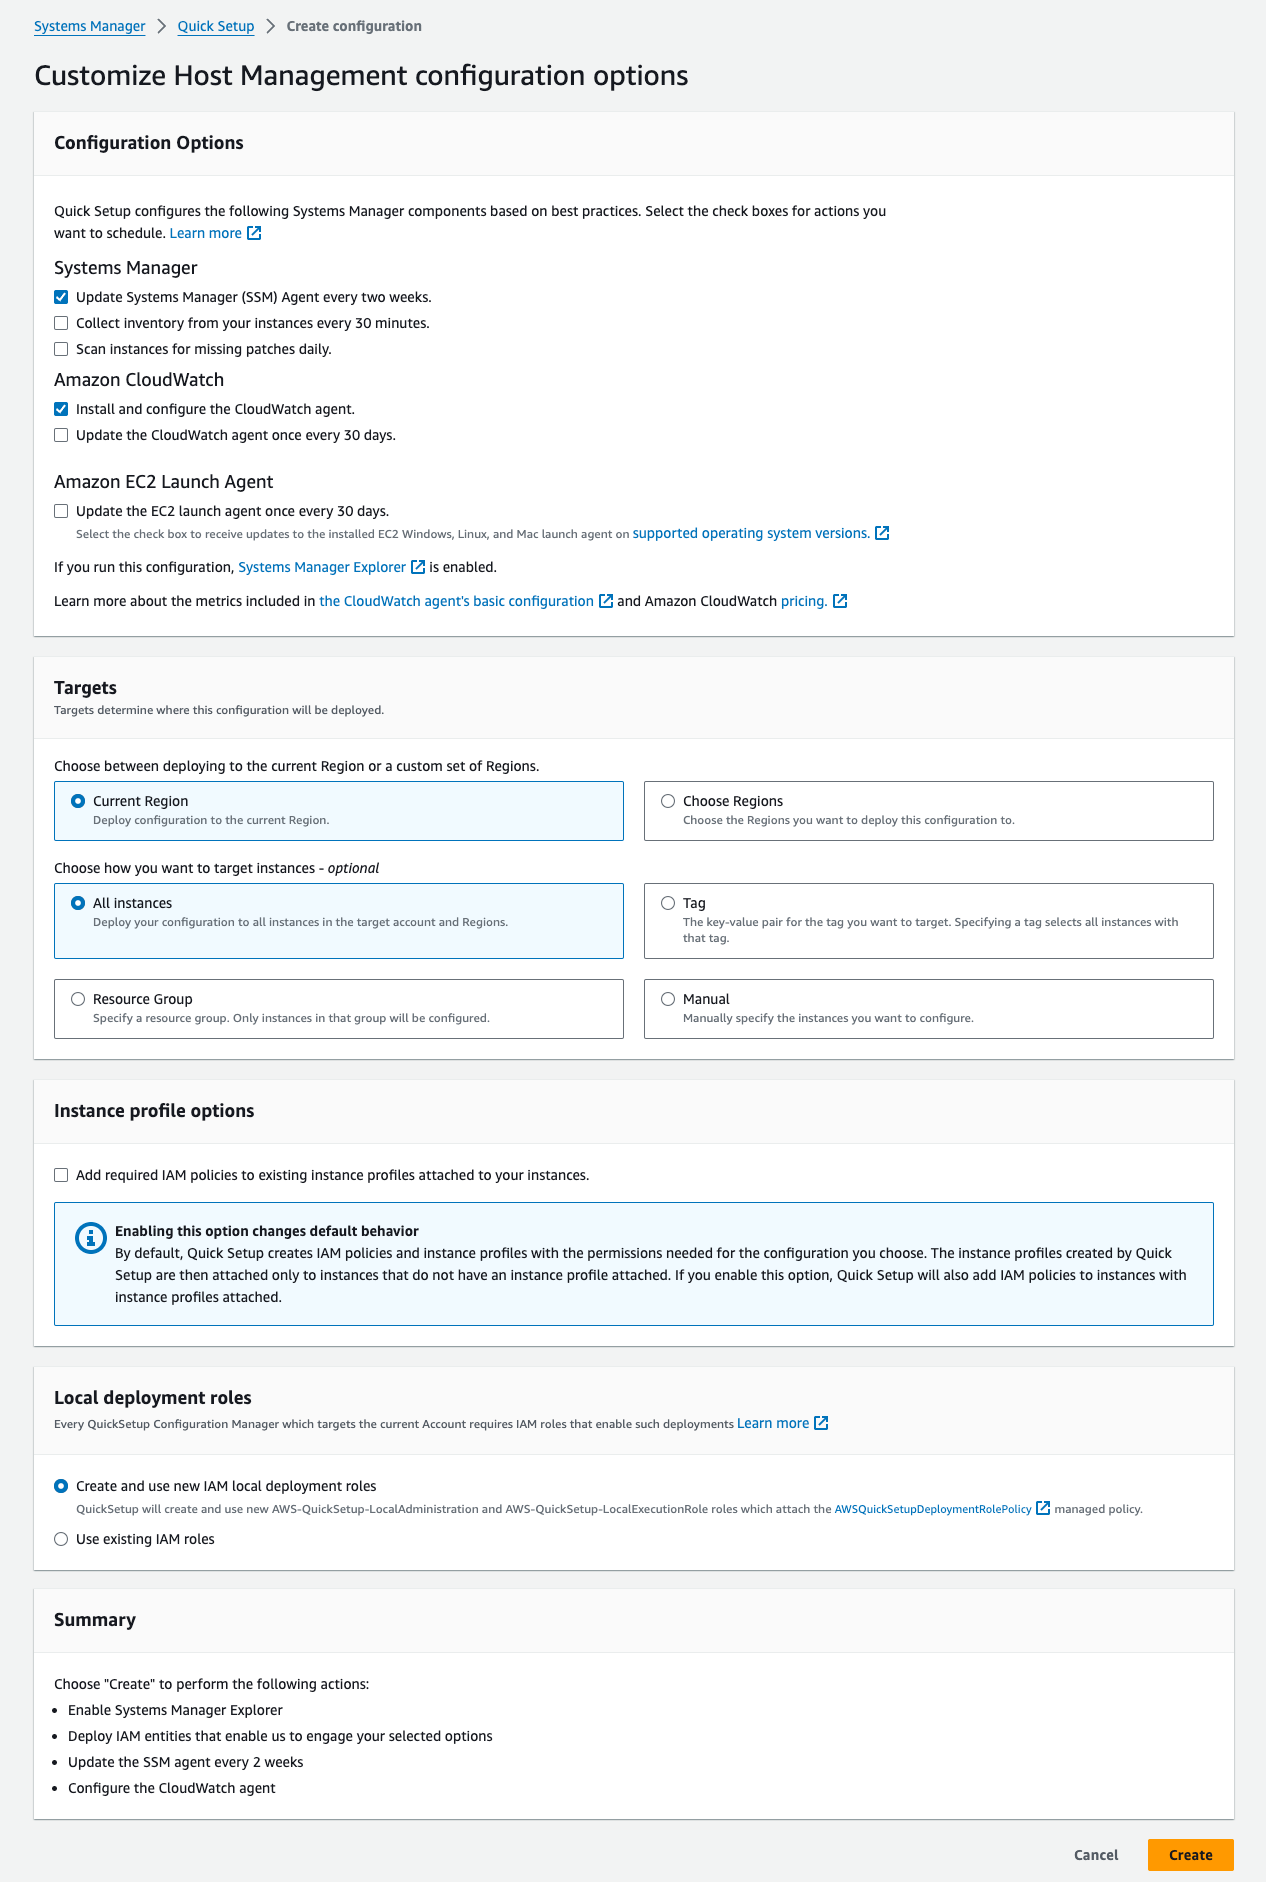 Systems Manager > Quick Setup > Create configuration
Customize Host Management configuration options
Configuration Options
Quick Setup configures the following Systems Manager components based on best practices. Select the check boxes for actions you
want to schedule. Learn more
Systems Manager
Update Systems Manager (SSM) Agent every two weeks.
Collect inventory from your instances every 30 minutes.
Scan instances for missing patches daily.
Amazon CloudWatch
Install and configure the CloudWatch agent.
Update the CloudWatch agent once every 30 days.
Amazon EC2 Launch Agent
Update the EC2 launch agent once every 30 days.
Select the check box to receive updates to the installed EC2 Windows, Linux, and Mac launch agent on supported operating system versions.
If you run this configuration, Systems Manager Explorer is enabled.
Learn more about the metrics included in the CloudWatch agent's basic configuration and Amazon CloudWatch pricing.
Targets
Targets determine where this configuration will be deployed.
Choose between deploying to the current Region or a custom set of Regions.
Current Region
Deploy configuration to the current Region.
Choose Regions
Choose the Regions you want to deploy this configuration to.
Choose how you want to target instances - optional
All instances
Deploy your configuration to all instances in the target account and Regions.
Tag
The key-value pair for the tag you want to target. Specifying a tag selects all instances with
that tag.
Resource Group
Specify a resource group. Only instances in that group will be configured.
Manual
Manually specify the instances you want to configure.
Instance profile options
Add required IAM policies to existing instance profiles attached to your instances.
Enabling this option changes default behavior
By default, Quick Setup creates IAM policies and instance profiles with the permissions needed for the configuration you choose. The instance profiles created by Quick
Setup are then attached only to instances that do not have an instance profile attached. If you enable this option, Quick Setup will also add IAM policies to instances with
instance profiles attached.
Local deployment roles
Every QuickSetup Configuration Manager which targets the current Account requires IAM roles that enable such deployments Learn more
Create and use new IAM local deployment roles
QuickSetup will create and use new AWS-QuickSetup-LocalAdministration and AWS-QuickSetup-LocalExecutionRole roles which attach the AWSQuickSetupDeploymentRolePolicy managed policy.
Use existing IAM roles
Summary
Choose "Create" to perform the following actions:
• Enable Systems Manager Explorer
• Deploy IAM entities that enable us to engage your selected options
• Update the SSM agent every 2 weeks
• Configure the CloudWatch agent
Cancel
Create